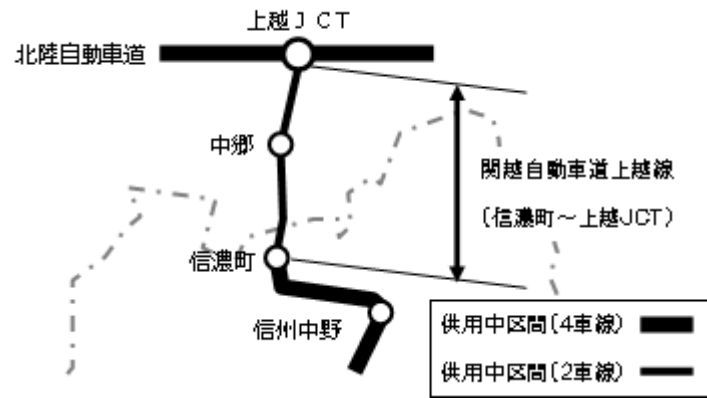 上越ＪＣＴ
北陸自動車道
中郷
関越自動車道上越線
（信濃町～上越JCT）
信濃町
信州中野
供用中区間（4車線）
供用中区間（2車線）